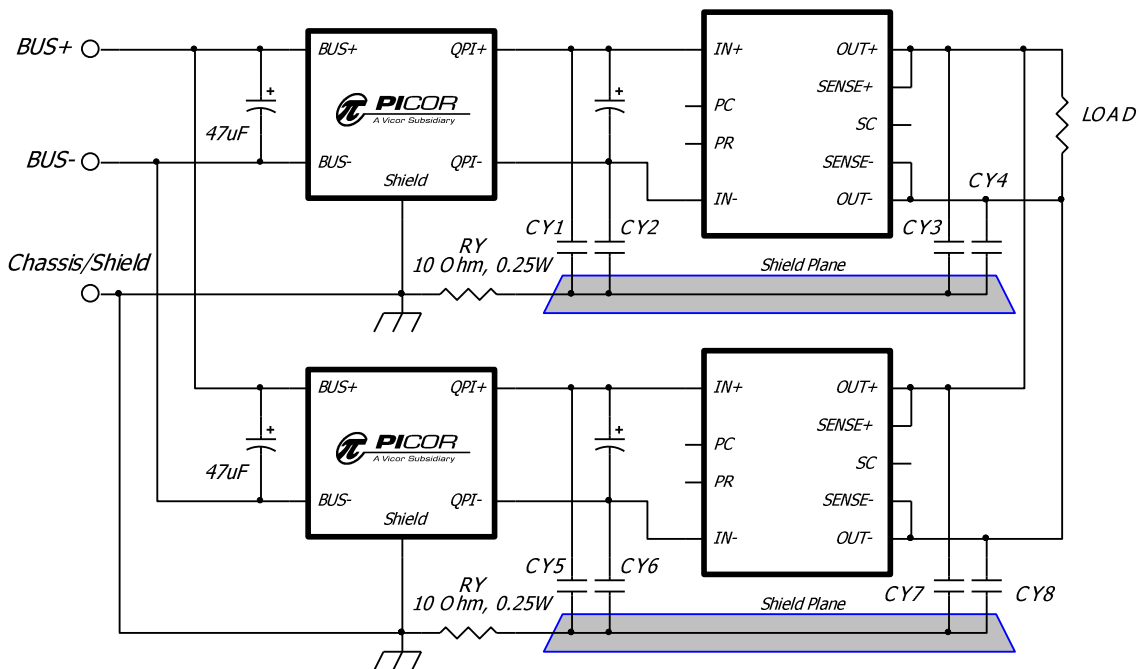 BUS+
BUS-
Chassis/Shield
47uF
+
BUS+
QPI+
PICOR
A Vicor Subsidiary
BUS-
QPI-
Shield
RY
10 Ohm, 0.25W
CY1
CY2
+
IN+
OUT+
SENSE+
PC
SC
PR
SENSE-
IN-
OUT-
CY3
CY4
LOAD
Shield Plane
47uF
+
BUS+
QPI+
PICOR
A Vicor Subsidiary
BUS-
QPI-
Shield
RY
10 Ohm, 0.25W
CY5
CY6
+
IN+
OUT+
SENSE+
PC
SC
PR
SENSE-
IN-
OUT-
CY7
CY8
Shield Plane